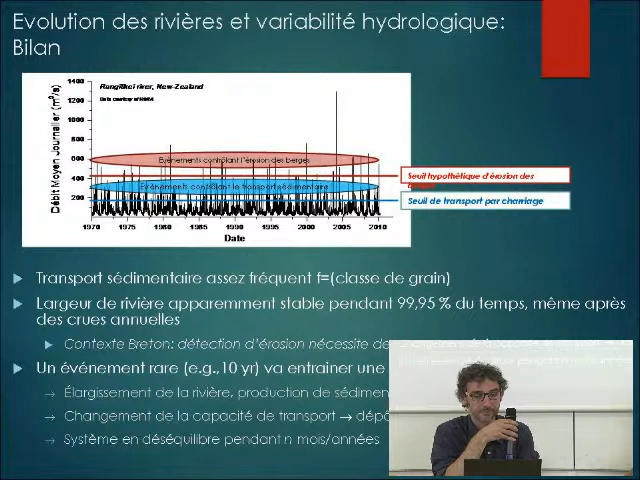 Evolution des rivières et variabilité hydrologique:
Bilan
Rangitikei river, New-Zealand
Data courtesy of NIWA
Débit Moyen Journalier (m³/s)
1400
1200
1000
800
600
400
200
Evènements contrôlant l'érosion des berges
Evènements contrôlant le transport sédimentaire
Seuil hypothétique d'érosion des
berges
Seuil de transport par charriage
1970 1975 1980 1985 1990 1995 2000 2005 2010
Date
Transport sédimentaire assez fréquent f=(classe de grain)
Largeur de rivière apparemment stable pendant 99,95 % du temps, même après
des crues annuelles
Contexte Breton: détection d'érosion nécessite de
Un événement rare (e.g.,10 yr) va entrainer une
→ Élargissement de la rivière, production de sédimen
→ Changement de la capacité de transport → dépô
→ Système en déséquilibre pendant n mois/années